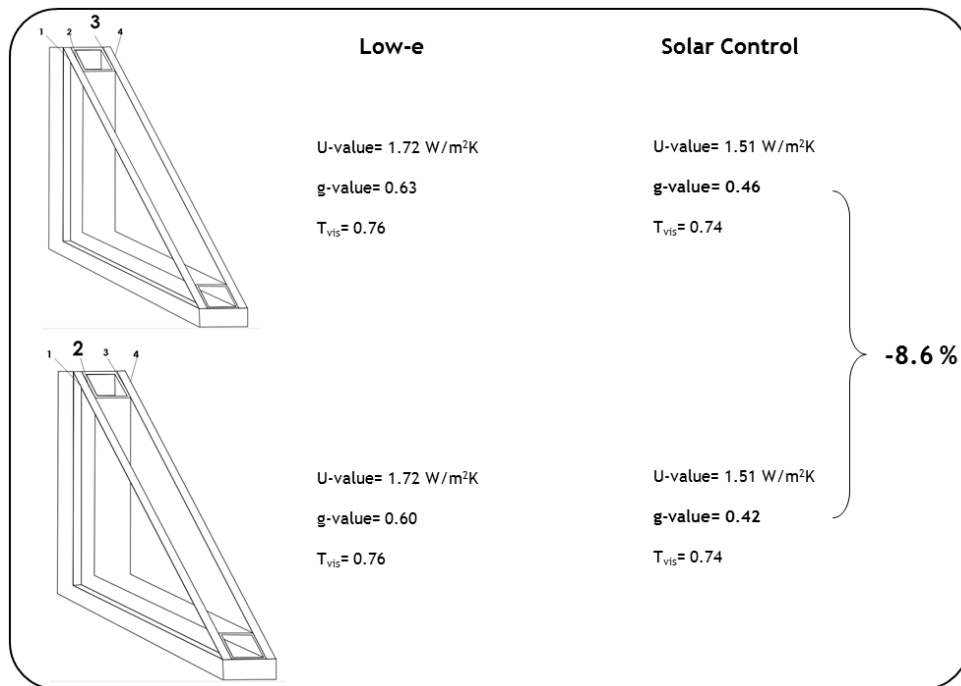 1 2 3 4
Low-e
Solar Control
U-value= 1.72 W/m²K
g-value= 0.63
Tvis= 0.76
U-value= 1.51 W/m²K
g-value= 0.46
Tvis= 0.74
-8.6 %
1 2 3 4
U-value= 1.72 W/m²K
g-value= 0.60
Tvis= 0.76
U-value= 1.51 W/m²K
g-value= 0.42
Tvis= 0.74